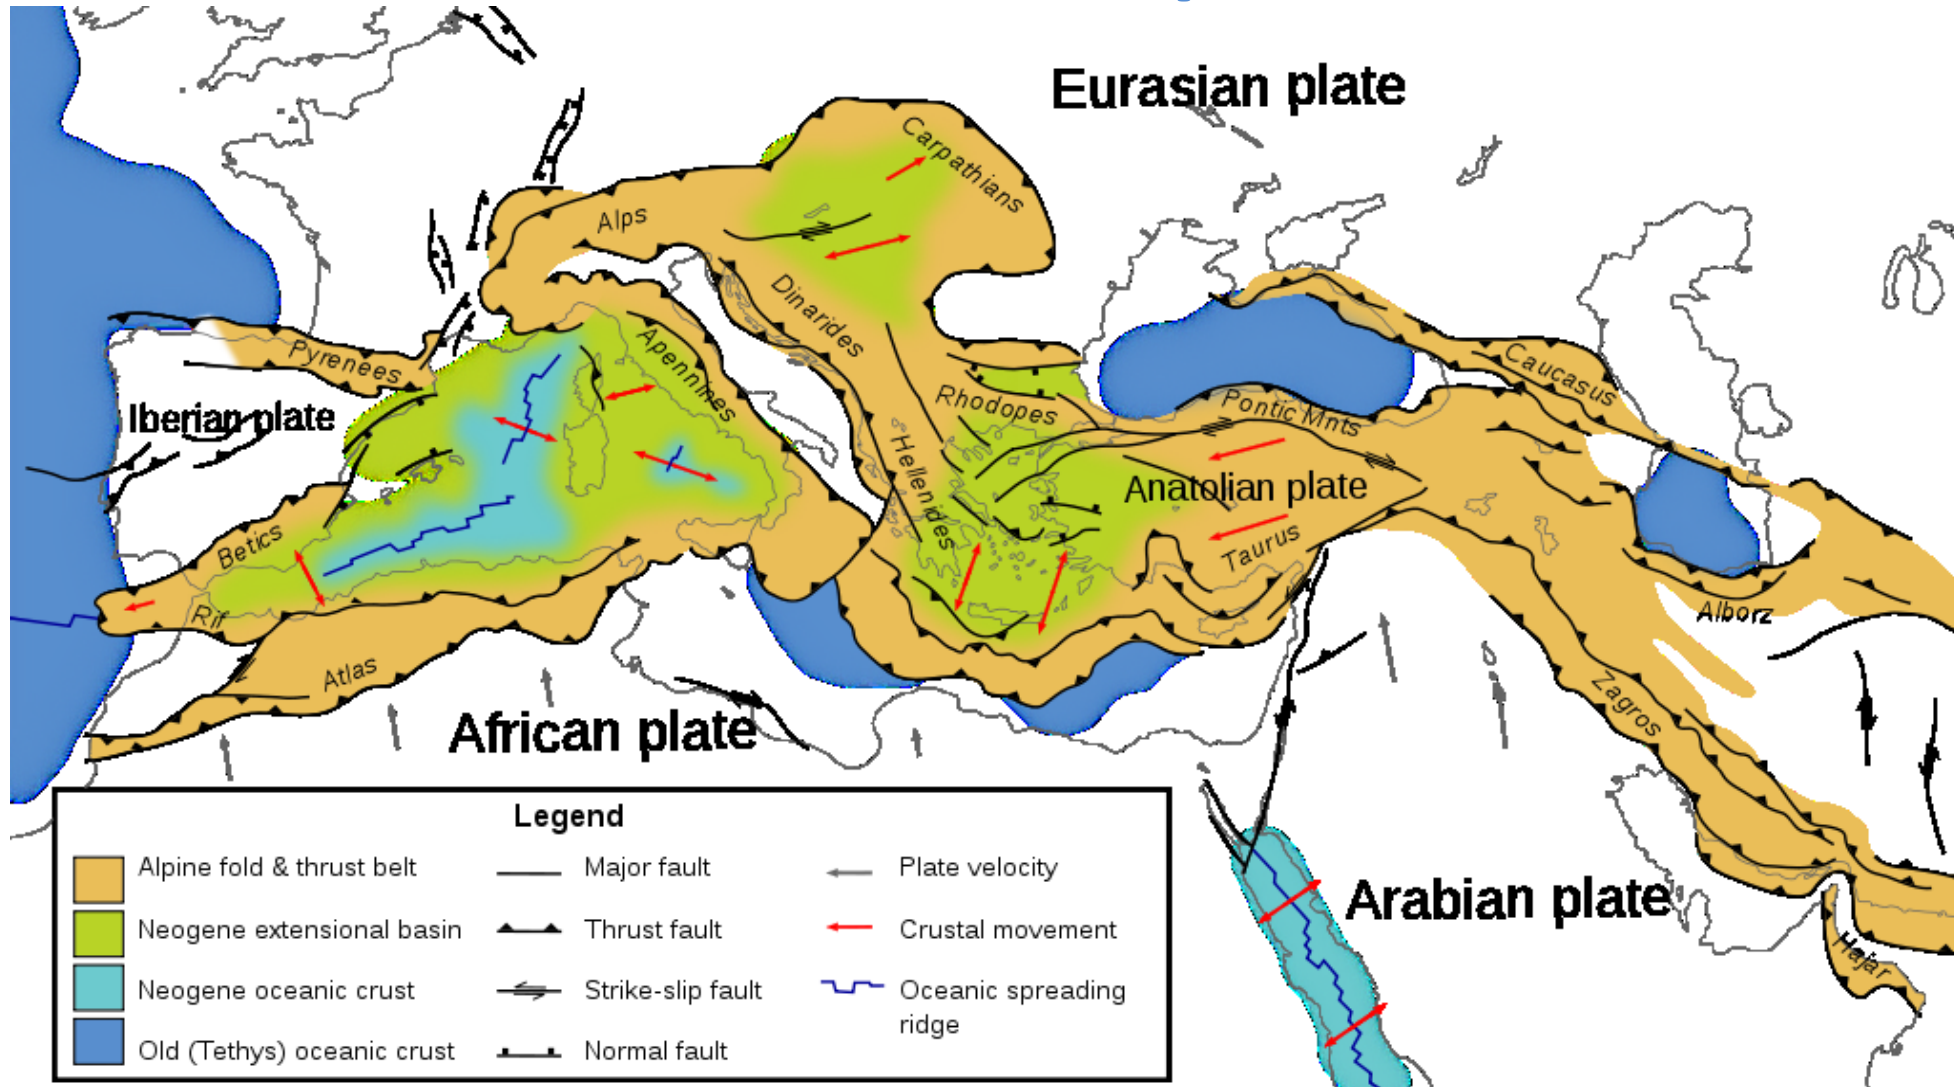 Eurasian plate
Carpathians
Alps
Dinarides
Apennines
Pyrenees
Caucasus
Iberian plate
Rhodopes
Pontic Mnts
Hellenides
Anatolian plate
Betics
Taurus
Rif
Alborz
Atlas
Zagros
African plate
Arabian plate
Hajar
Legend
Alpine fold & thrust belt
Major fault
Plate velocity
Neogene extensional basin
Thrust fault
Crustal movement
Neogene oceanic crust
Strike-slip fault
Oceanic spreading
ridge
Old (Tethys) oceanic crust
Normal fault